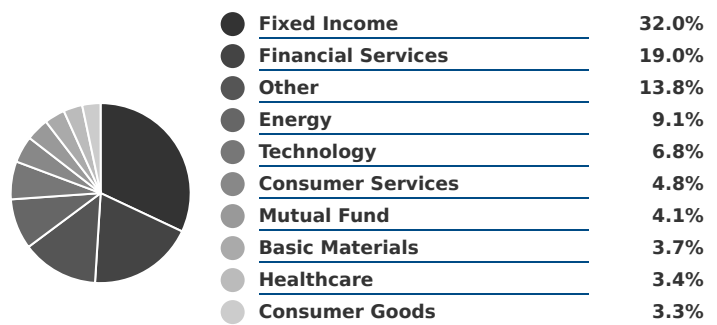 Fixed Income 32.0%
Financial Services 19.0%
Other 13.8%
Energy 9.1%
Technology 6.8%
Consumer Services 4.8%
Mutual Fund 4.1%
Basic Materials 3.7%
Healthcare 3.4%
Consumer Goods 3.3%